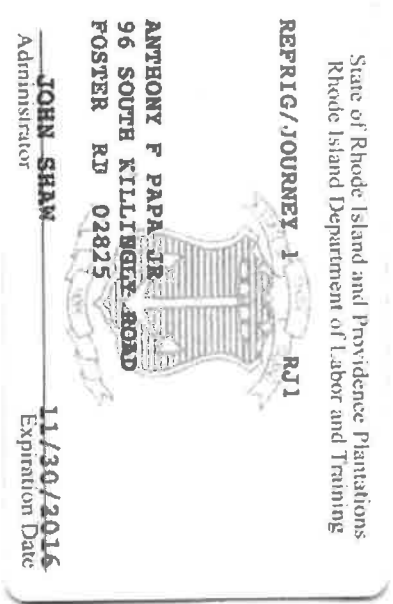 State of Rhode Island and Providence Plantations
Rhode Island Department of Labor and Training
REFRIG/JOURNEY 1 RJ1
ANTHONY F PAPA JR
96 SOUTH KILLINGLY ROAD
FOSTER RI 02825
JOHN SHAW 11/30/2016
Administrator Expiration Date